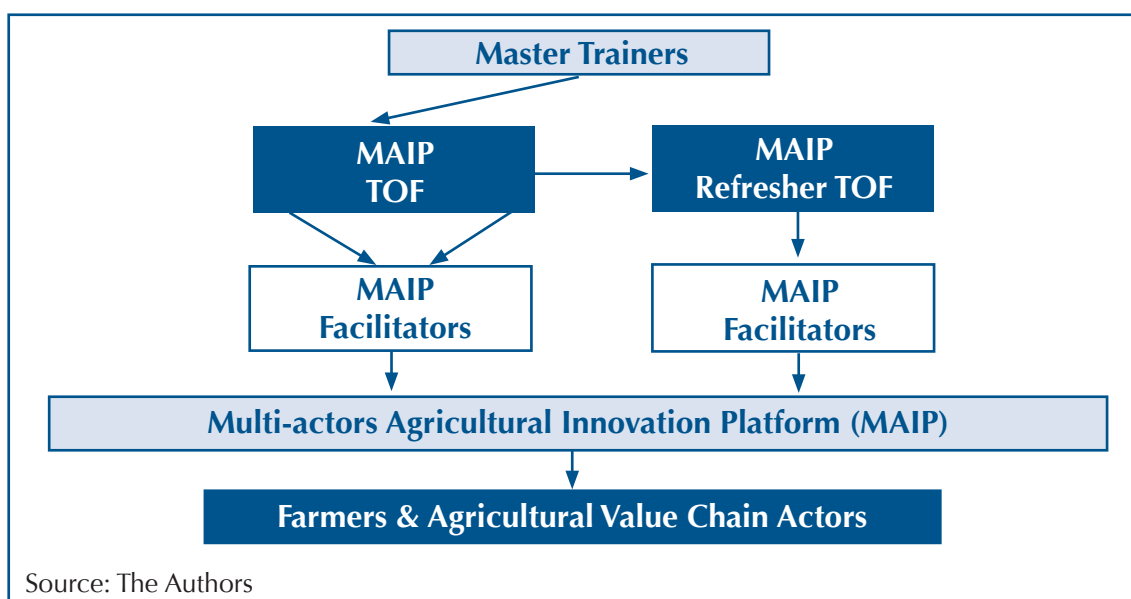 Master Trainers
MAIP
TOF
MAIP
Refresher TOF
MAIP
Facilitators
MAIP
Facilitators
Multi-actors Agricultural Innovation Platform (MAIP)
Farmers & Agricultural Value Chain Actors
Source: The Authors